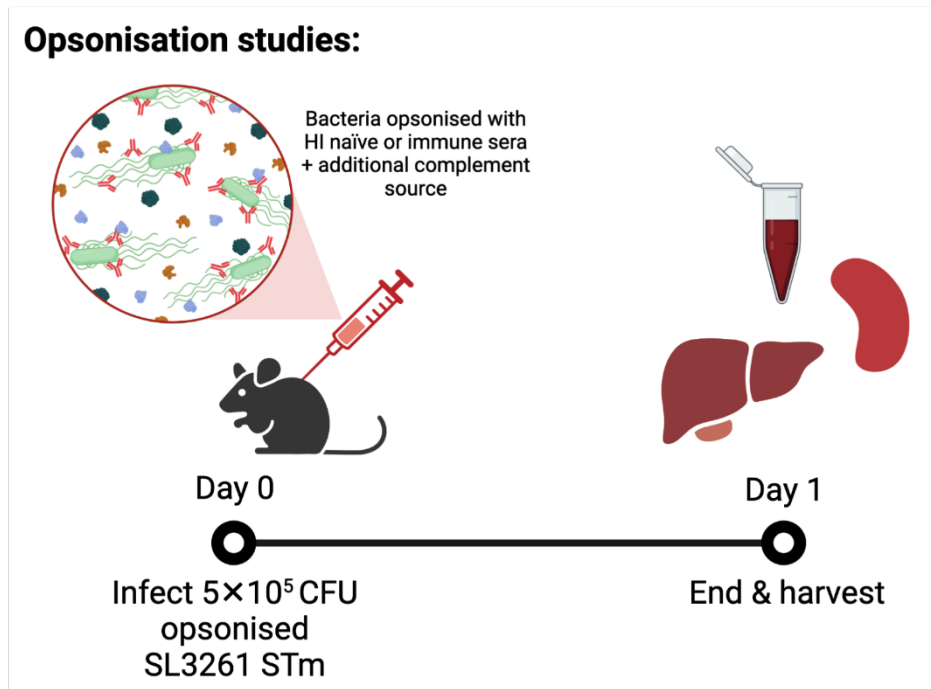 Opsonisation studies:
Bacteria opsonised with
HI naïve or immune sera
+ additional complement
source
Day 0
Day 1
Infect 5×10⁵ CFU
opsonised
SL3261 STm
End & harvest